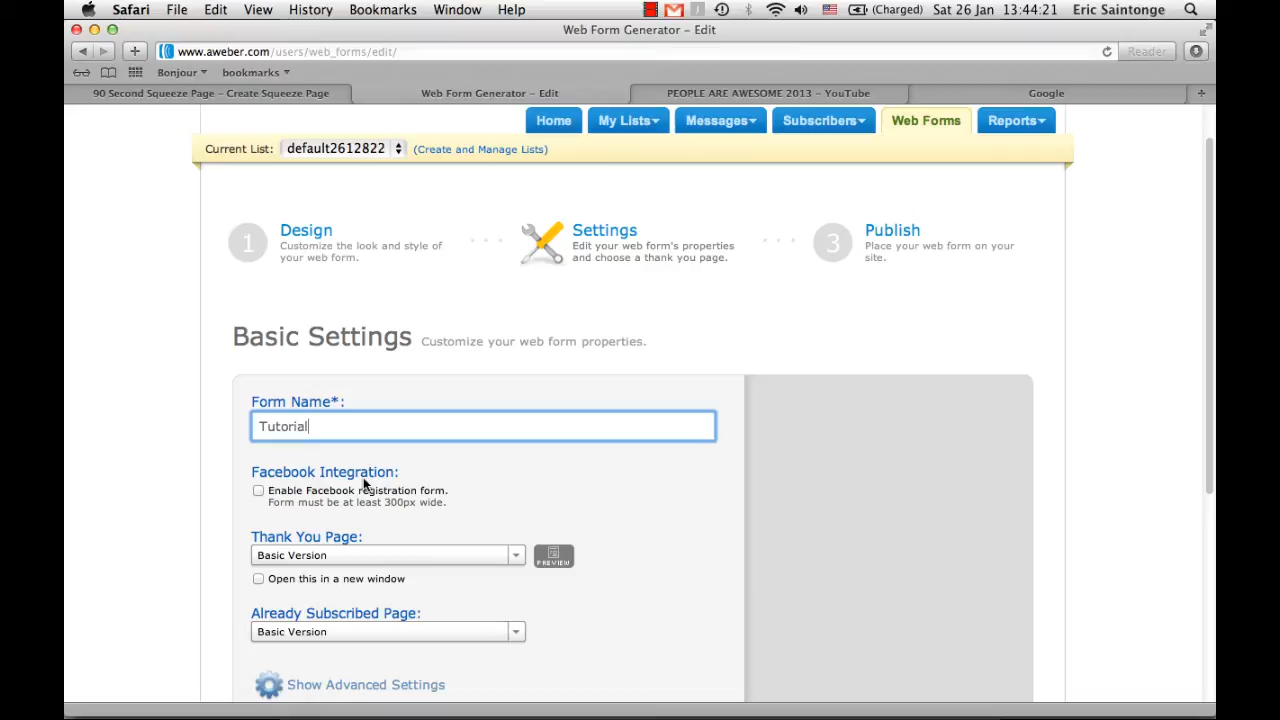 Safari File Edit View History Bookmarks Window Help (Charged) Sat 26 Jan 13:44:21 Eric Saintonge
Web Form Generator – Edit
www.aweber.com/users/web_forms/edit/ Reader
Bonjour bookmarks
90 Second Squeeze Page – Create Squeeze Page Web Form Generator – Edit PEOPLE ARE AWESOME 2013 – YouTube Google
Home My Lists Messages Subscribers Web Forms Reports
Current List: default2612822 (Create and Manage Lists)
1 Design Settings 3 Publish
Customize the look and style of Edit your web form's properties Place your web form on your
your web form. and choose a thank you page. site.
Basic Settings Customize your web form properties.
Form Name*:
Tutorial
Facebook Integration:
Enable Facebook registration form.
Form must be at least 300px wide.
Thank You Page:
Basic Version PREVIEW
Open this in a new window
Already Subscribed Page:
Basic Version
Show Advanced Settings